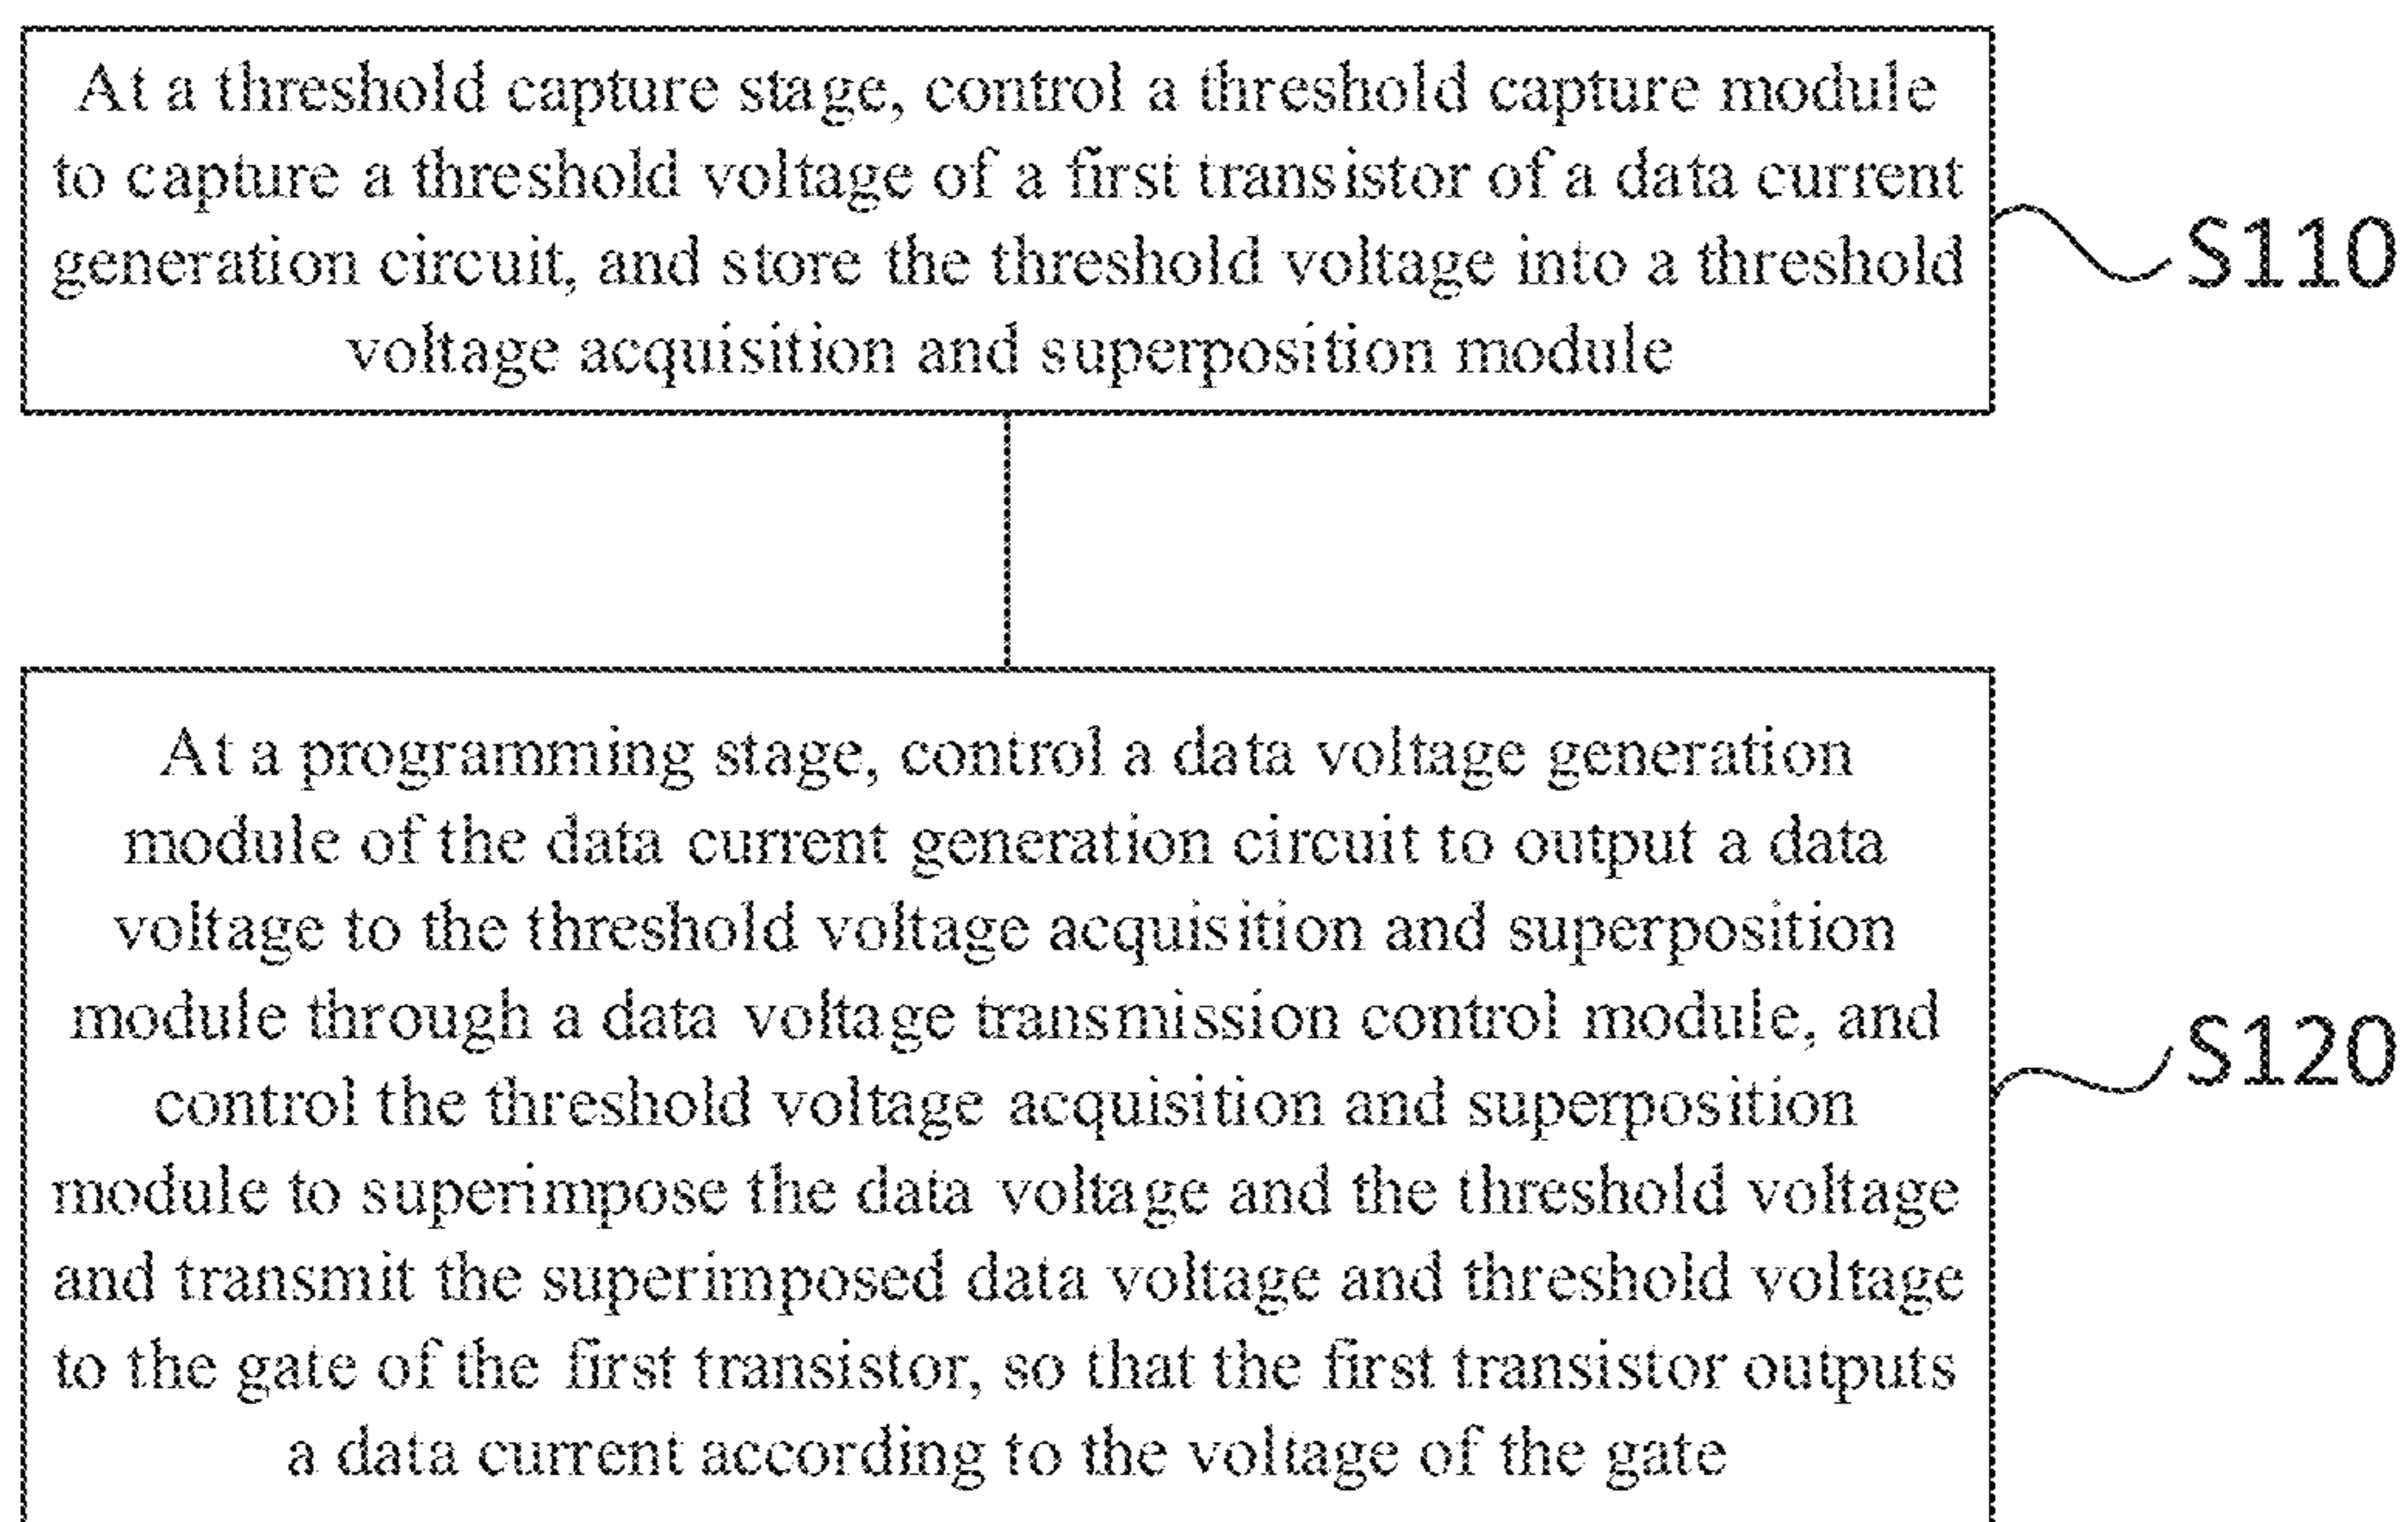 At a threshold capture stage, control a threshold capture module
to capture a threshold voltage of a first transistor of a data current
generation circuit, and store the threshold voltage into a threshold
voltage acquisition and superposition module
S110
At a programming stage, control a data voltage generation
module of the data current generation circuit to output a data
voltage to the threshold voltage acquisition and superposition
module through a data voltage transmission control module, and
control the threshold voltage acquisition and superposition
module to superimpose the data voltage and the threshold voltage
and transmit the superimposed data voltage and threshold voltage
to the gate of the first transistor, so that the first transistor outputs
a data current according to the voltage of the gate
S120